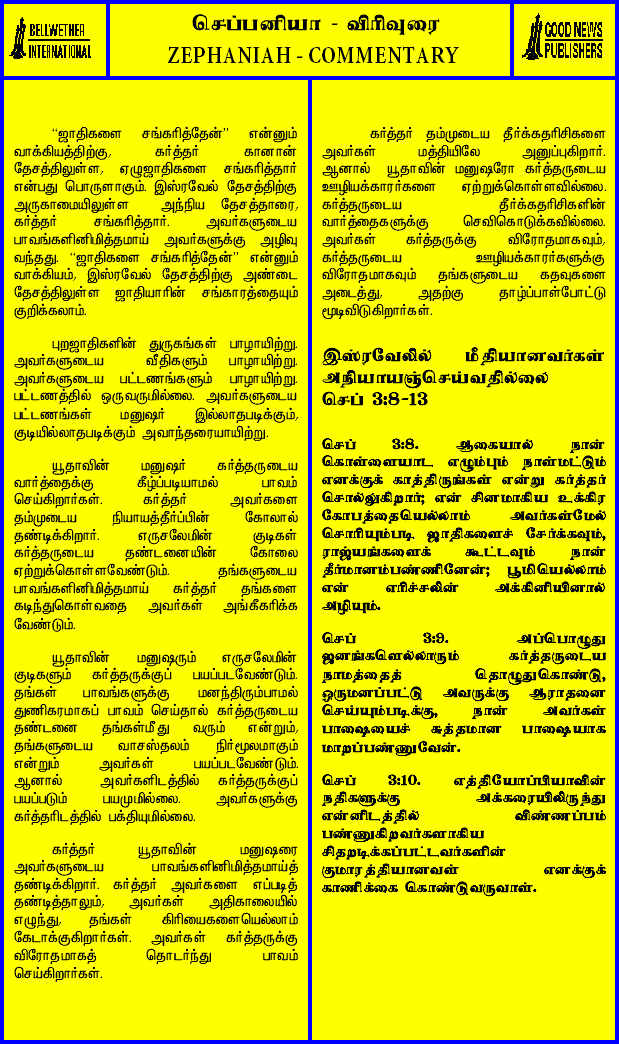 BELLWETHER
INTERNATIONAL
செப்பனியா - விரிவுரை
ZEPHANIAH - COMMENTARY
GOOD NEWS
PUBLISHERS
“ஜாதிகளை சங்கரித்தேன்” என்னும்
வாக்கியத்திற்கு, கர்த்தர் கானான்
தேசத்திலுள்ள, ஏழுஜாதிகளை சங்கரித்தார்
என்பது பொருளாகும். இஸ்ரவேல் தேசத்திற்கு
அருகாமையிலுள்ள அந்நிய தேசத்தாரை,
கர்த்தர் சங்கரித்தார். அவர்களுடைய
பாவங்களினிமித்தமாய் அவர்களுக்கு அழிவு
வந்தது. “ஜாதிகளை சங்கரித்தேன்” என்னும்
வாக்கியம், இஸ்ரவேல் தேசத்திற்கு அண்டை
தேசத்திலுள்ள ஜாதியாரின் சங்காரத்தையும்
குறிக்கலாம்.
புறஜாதிகளின் துருகங்கள் பாழாயிற்று.
அவர்களுடைய வீதிகளும் பாழாயிற்று.
அவர்களுடைய பட்டணங்களும் பாழாயிற்று.
பட்டணத்தில் ஒருவருமில்லை. அவர்களுடைய
பட்டணங்கள் மனுஷர் இல்லாதபடிக்கும்,
குடியில்லாதபடிக்கும் அவாந்தரையாயிற்று.
யூதாவின் மனுஷர் கர்த்தருடைய
வார்த்தைக்கு கீழ்ப்படியாமல் பாவம்
செய்கிறார்கள். கர்த்தர் அவர்களை
தம்முடைய நியாயத்தீர்ப்பின் கோலால்
தண்டிக்கிறார். எருசலேமின் குடிகள்
கர்த்தருடைய தண்டனையின் கோலை
ஏற்றுக்கொள்ளவேண்டும். தங்களுடைய
பாவங்களினிமித்தமாய் கர்த்தர் தங்களை
கடிந்துகொள்வதை அவர்கள் அங்கீகரிக்க
வேண்டும்.
யூதாவின் மனுஷரும் எருசலேமின்
குடிகளும் கர்த்தருக்குப் பயப்படவேண்டும்.
தங்கள் பாவங்களுக்கு மனந்திரும்பாமல்
துணிகரமாகப் பாவம் செய்தால் கர்த்தருடைய
தண்டனை தங்கள்மீது வரும் என்றும்,
தங்களுடைய வாசஸ்தலம் நிர்மூலமாகும்
என்றும் அவர்கள் பயப்படவேண்டும்.
ஆனால் அவர்களிடத்தில் கர்த்தருக்குப்
பயப்படும் பயமுமில்லை. அவர்களுக்கு
கர்த்தரிடத்தில் பக்தியுமில்லை.
கர்த்தர் யூதாவின் மனுஷரை
அவர்களுடைய பாவங்களினிமித்தமாய்த்
தண்டிக்கிறார். கர்த்தர் அவர்களை எப்படித்
தண்டித்தாலும், அவர்கள் அதிகாலையில்
எழுந்து, தங்கள் கிரியைகளையெல்லாம்
கேடாக்குகிறார்கள். அவர்கள் கர்த்தருக்கு
விரோதமாகத் தொடர்ந்து பாவம்
செய்கிறார்கள்.
கர்த்தர் தம்முடைய தீர்க்கதரிசிகளை
அவர்கள் மத்தியிலே அனுப்புகிறார்.
ஆனால் யூதாவின் மனுஷரோ கர்த்தருடைய
ஊழியக்காரர்களை ஏற்றுக்கொள்ளவில்லை.
கர்த்தருடைய தீர்க்கதரிசிகளின்
வார்த்தைகளுக்கு செவிகொடுக்கவில்லை.
அவர்கள் கர்த்தருக்கு விரோதமாகவும்,
கர்த்தருடைய ஊழியக்காரர்களுக்கு
விரோதமாகவும் தங்களுடைய கதவுகளை
அடைத்து, அதற்கு தாழ்ப்பாள்போட்டு
மூடிவிடுகிறார்கள்.
இஸ்ரவேலில் மீதியானவர்கள்
அநியாயஞ்செய்வதில்லை
செப் 3:8-13
செப் 3:8. ஆகையால் நான்
கொள்ளையாட எழும்பும் நாள்மட்டும்
எனக்குக் காத்திருங்கள் என்று கர்த்தர்
சொல்லுகிறார்; என் சினமாகிய உக்கிர
கோபத்தையெல்லாம் அவர்கள்மேல்
சொரியும்படி ஜாதிகளைச் சேர்க்கவும்,
ராஜ்யங்களைக் கூட்டவும் நான்
தீர்மானம்பண்ணினேன்; பூமியெல்லாம்
என் எரிச்சலின் அக்கினியினால்
அழியும்.
செப் 3:9. அப்பொழுது
ஜனங்களெல்லாரும் கர்த்தருடைய
நாமத்தைத் தொழுதுகொண்டு,
ஒருமனப்பட்டு அவருக்கு ஆராதனை
செய்யும்படிக்கு, நான் அவர்கள்
பாஷையைச் சுத்தமான பாஷையாக
மாறப்பண்ணுவேன்.
செப் 3:10. எத்தியோப்பியாவின்
நதிகளுக்கு அக்கரையிலிருந்து
என்னிடத்தில் விண்ணப்பம்
பண்ணுகிறவர்களாகிய
சிதறடிக்கப்பட்டவர்களின்
குமாரத்தியானவள் எனக்குக்
காணிக்கை கொண்டுவருவாள்.